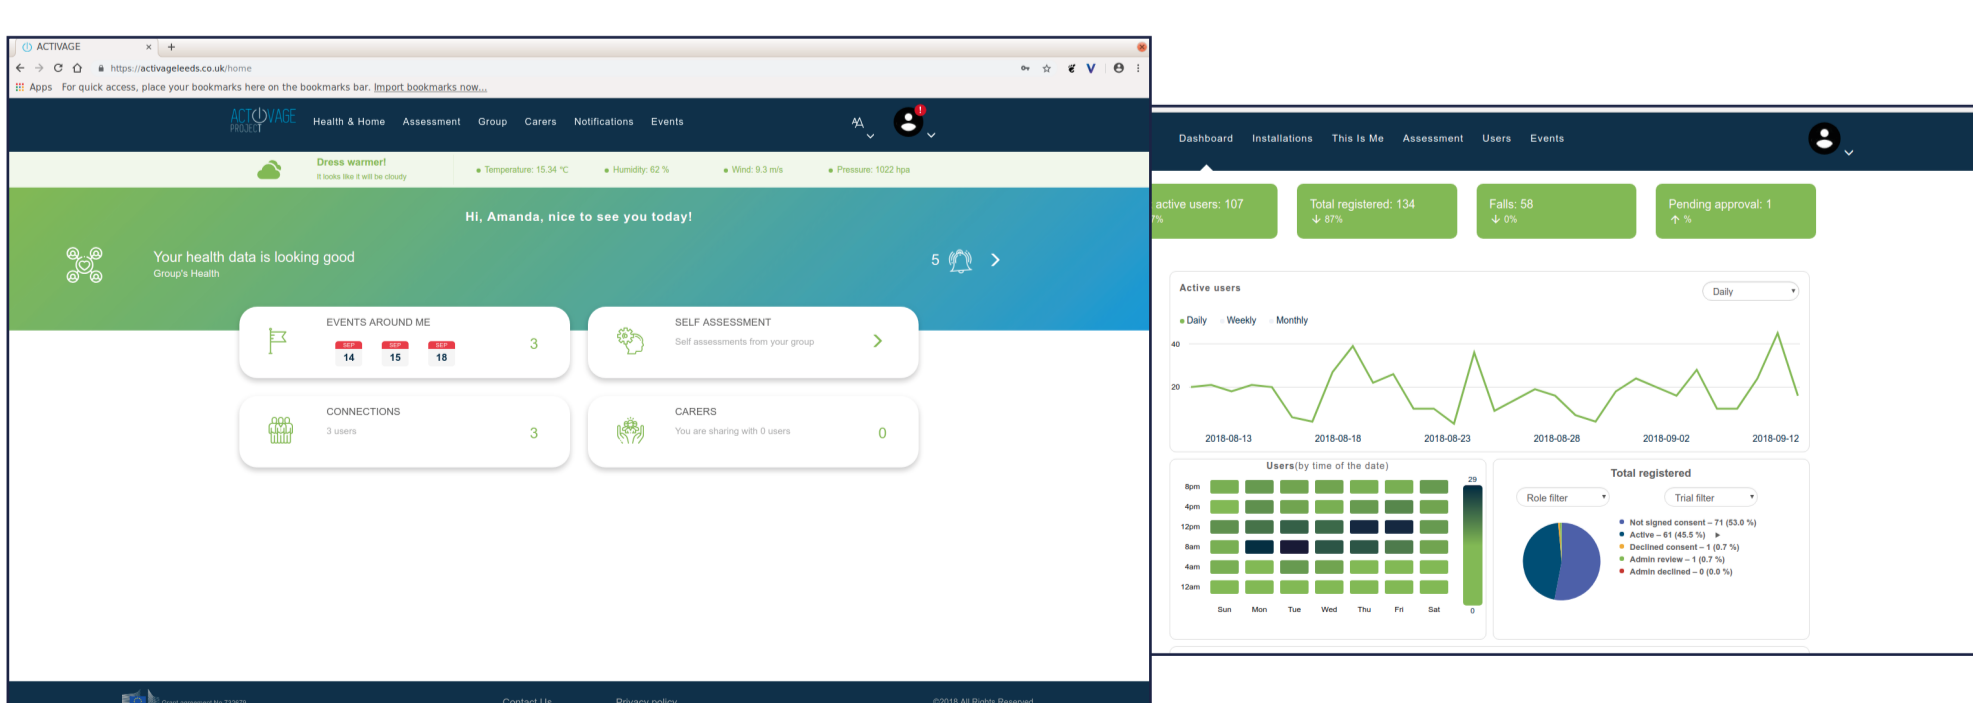 ACTIVAGE
https://activageleeds.co.uk/home
Apps For quick access, place your bookmarks here on the bookmarks bar. Import bookmarks now...
ACTIVAGE
PROJECT
Health & Home Assessment Group Carers Notifications Events
Dress warmer!
It looks like it will be cloudy
Temperature: 15.34 °C Humidity: 62 % Wind: 9.3 m/s Pressure: 1022 hpa
Hi, Amanda, nice to see you today!
Your health data is looking good
Group's Health
5
EVENTS AROUND ME
SEP SEP SEP
14 15 18
3
SELF ASSESSMENT
Self assessments from your group
CONNECTIONS
3 users
3
CARERS
You are sharing with 0 users
0
Grant agreement No 732679
Contact Us Privacy policy
©2018 All Rights Reserved
Dashboard Installations This Is Me Assessment Users Events
active users: 107
7%
Total registered: 134
87%
Falls: 58
0%
Pending approval: 1
%
Active users
Daily
Daily Weekly Monthly
40
20
2018-08-13 2018-08-18 2018-08-23 2018-08-28 2018-09-02 2018-09-12
Users(by time of the date)
29
8pm
4pm
12pm
8am
4am
12am
Sun Mon Tue Wed Thu Fri Sat
0
Total registered
Role filter Trial filter
Not signed consent – 71 (53.0 %)
Active – 61 (45.5 %)
Declined consent – 1 (0.7 %)
Admin review – 1 (0.7 %)
Admin declined – 0 (0.0 %)